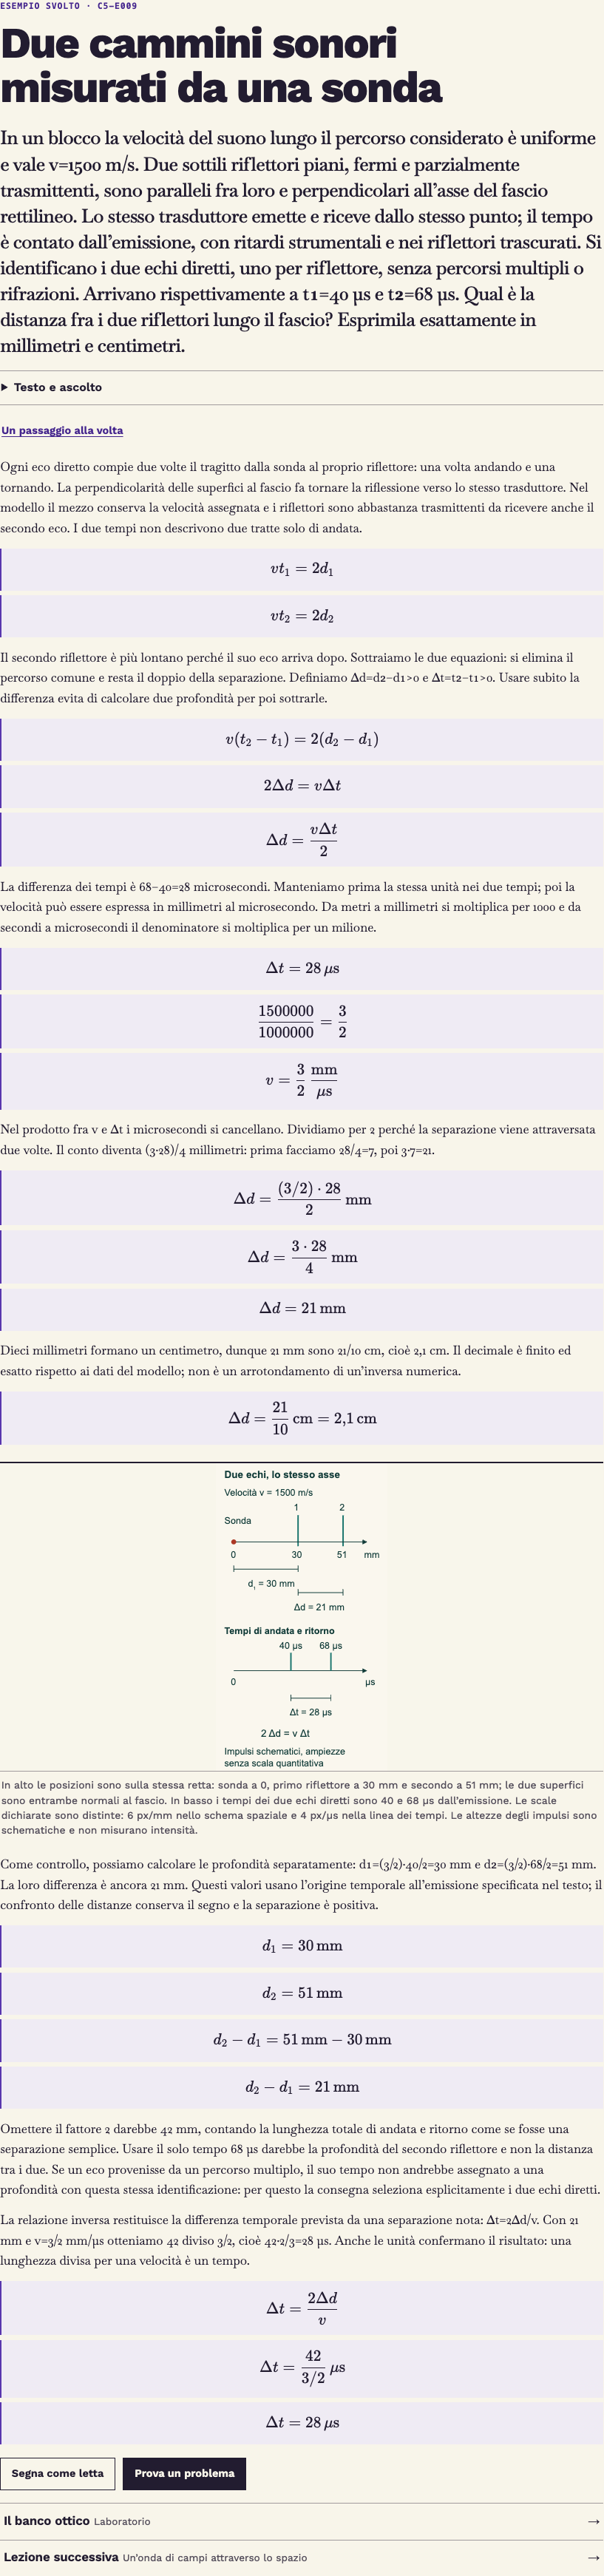 ESEMPIO SVOLTO · C5-E009
Due cammini sonori
misurati da una sonda
In un blocco la velocità del suono lungo il percorso considerato è uniforme
e vale v=1500 m/s. Due sottili riflettori piani, fermi e parzialmente
trasmittenti, sono paralleli fra loro e perpendicolari all’asse del fascio
rettilineo. Lo stesso trasduttore emette e riceve dallo stesso punto; il tempo
è contato dall’emissione, con ritardi strumentali e nei riflettori trascurati. Si
identificano i due echi diretti, uno per riflettore, senza percorsi multipli o
rifrazioni. Arrivano rispettivamente a t1=40 µs e t2=68 µs. Qual è la
distanza fra i due riflettori lungo il fascio? Esprimila esattamente in
millimetri e centimetri.
▶ Testo e ascolto
Un passaggio alla volta
Ogni eco diretto compie due volte il tragitto dalla sonda al proprio riflettore: una volta andando e una
tornando. La perpendicolarità delle superfici al fascio fa tornare la riflessione verso lo stesso trasduttore. Nel
modello il mezzo conserva la velocità assegnata e i riflettori sono abbastanza trasmittenti da ricevere anche il
secondo eco. I due tempi non descrivono due tratte solo di andata.
vt₁ = 2d₁
vt₂ = 2d₂
Il secondo riflettore è più lontano perché il suo eco arriva dopo. Sottraiamo le due equazioni: si elimina il
percorso comune e resta il doppio della separazione. Definiamo Δd=d2−d1>0 e Δt=t2−t1>0. Usare subito la
differenza evita di calcolare due profondità per poi sottrarle.
v(t₂ − t₁) = 2(d₂ − d₁)
2Δd = vΔt
Δd = vΔt/2
La differenza dei tempi è 68−40=28 microsecondi. Manteniamo prima la stessa unità nei due tempi; poi la
velocità può essere espressa in millimetri al microsecondo. Da metri a millimetri si moltiplica per 1000 e da
secondi a microsecondi il denominatore si moltiplica per un milione.
Δt = 28 µs
1500000/1000000 = 3/2
v = 3/2 mm/µs
Nel prodotto fra v e Δt i microsecondi si cancellano. Dividiamo per 2 perché la separazione viene attraversata
due volte. Il conto diventa (3·28)/4 millimetri: prima facciamo 28/4=7, poi 3·7=21.
Δd = (3/2) · 28/2 mm
Δd = 3 · 28/4 mm
Δd = 21 mm
Dieci millimetri formano un centimetro, dunque 21 mm sono 21/10 cm, cioè 2,1 cm. Il decimale è finito ed
esatto rispetto ai dati del modello; non è un arrotondamento di un’inversa numerica.
Δd = 21/10 cm = 2,1 cm
Due echi, lo stesso asse
Velocità v = 1500 m/s
1 2
Sonda
0 30 51 mm
d₁ = 30 mm
Δd = 21 mm
Tempi di andata e ritorno
40 µs 68 µs
0 µs
Δt = 28 µs
2 Δd = v Δt
Impulsi schematici, ampiezze
senza scala quantitativa
In alto le posizioni sono sulla stessa retta: sonda a 0, primo riflettore a 30 mm e secondo a 51 mm; le due superfici
sono entrambe normali al fascio. In basso i tempi dei due echi diretti sono 40 e 68 µs dall’emissione. Le scale
dichiarate sono distinte: 6 px/mm nello schema spaziale e 4 px/µs nella linea dei tempi. Le altezze degli impulsi sono
schematiche e non misurano intensità.
Come controllo, possiamo calcolare le profondità separatamente: d1=(3/2)·40/2=30 mm e d2=(3/2)·68/2=51 mm.
La loro differenza è ancora 21 mm. Questi valori usano l’origine temporale all’emissione specificata nel testo; il
confronto delle distanze conserva il segno e la separazione è positiva.
d₁ = 30 mm
d₂ = 51 mm
d₂ − d₁ = 51 mm − 30 mm
d₂ − d₁ = 21 mm
Omettere il fattore 2 darebbe 42 mm, contando la lunghezza totale di andata e ritorno come se fosse una
separazione semplice. Usare il solo tempo 68 µs darebbe la profondità del secondo riflettore e non la distanza
tra i due. Se un eco provenisse da un percorso multiplo, il suo tempo non andrebbe assegnato a una
profondità con questa stessa identificazione: per questo la consegna seleziona esplicitamente i due echi diretti.
La relazione inversa restituisce la differenza temporale prevista da una separazione nota: Δt=2Δd/v. Con 21
mm e v=3/2 mm/µs otteniamo 42 diviso 3/2, cioè 42·2/3=28 µs. Anche le unità confermano il risultato: una
lunghezza divisa per una velocità è un tempo.
Δt = 2Δd/v
Δt = 42/(3/2) µs
Δt = 28 µs
Segna come letta Prova un problema
Il banco ottico Laboratorio →
Lezione successiva Un’onda di campi attraverso lo spazio →